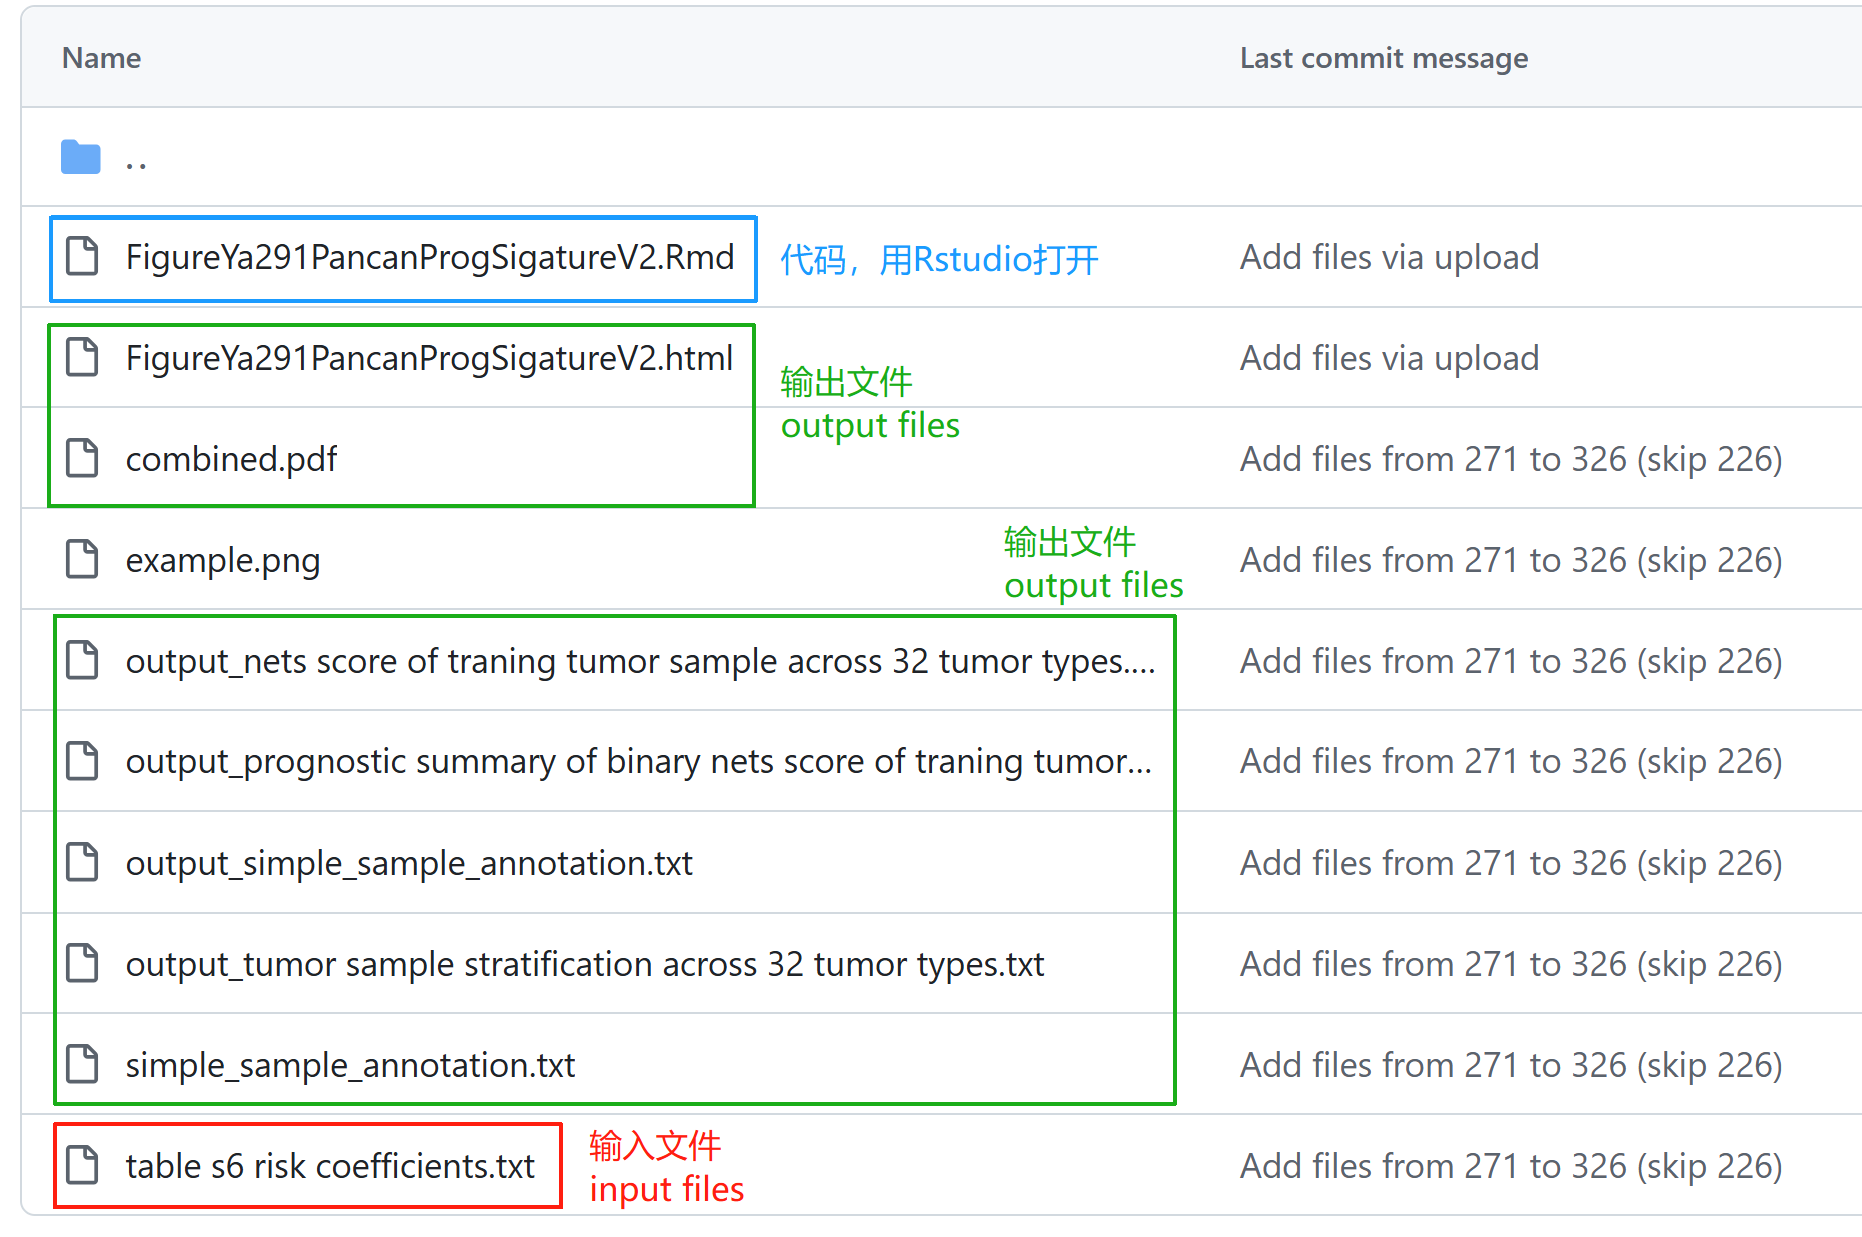 Name
Last commit message
..
FigureYa291PancanProgSigatureV2.Rmd
代码，用Rstudio打开
Add files via upload
FigureYa291PancanProgSigatureV2.html
输出文件
output files
Add files via upload
combined.pdf
Add files from 271 to 326 (skip 226)
example.png
输出文件
output files
Add files from 271 to 326 (skip 226)
output_nets score of traning tumor sample across 32 tumor types....
Add files from 271 to 326 (skip 226)
output_prognostic summary of binary nets score of traning tumor...
Add files from 271 to 326 (skip 226)
output_simple_sample_annotation.txt
Add files from 271 to 326 (skip 226)
output_tumor sample stratification across 32 tumor types.txt
Add files from 271 to 326 (skip 226)
simple_sample_annotation.txt
Add files from 271 to 326 (skip 226)
table s6 risk coefficients.txt
输入文件
input files
Add files from 271 to 326 (skip 226)